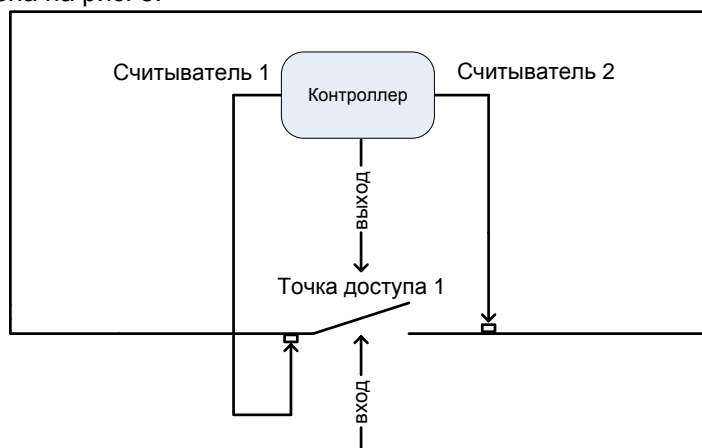 Считыватель 1
Контроллер
Считыватель 2
выход
Точка доступа 1
вход